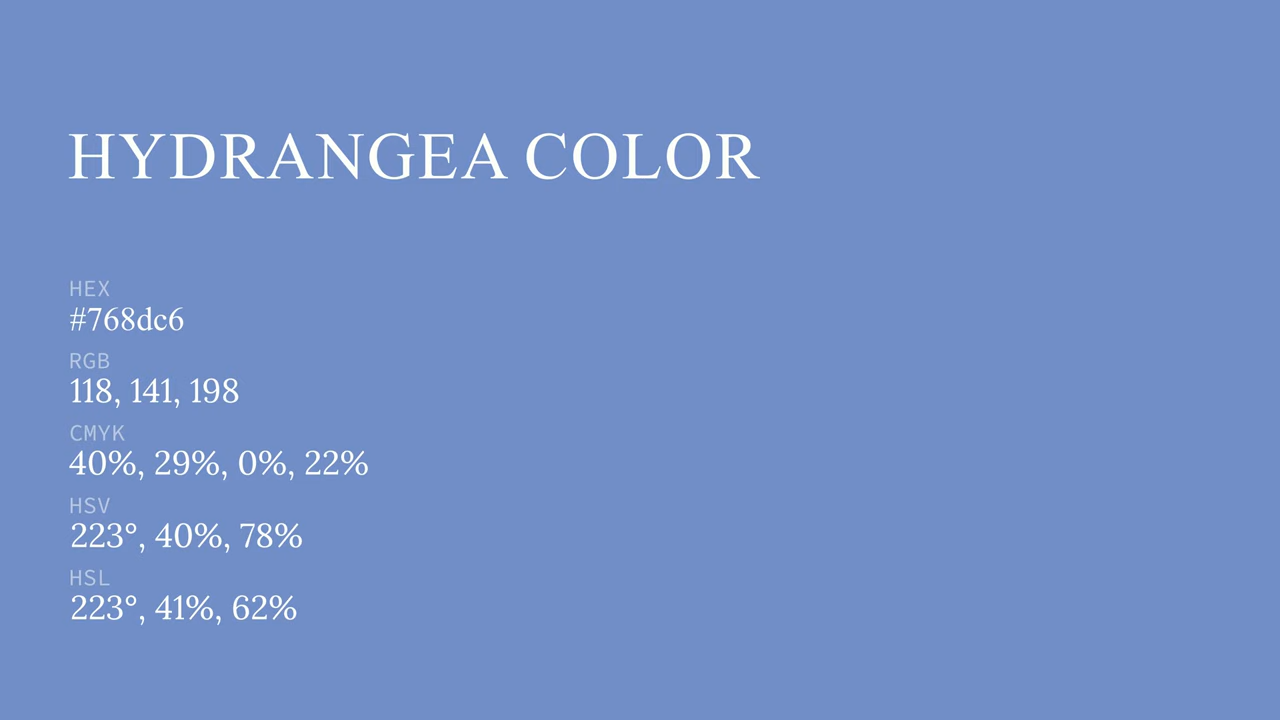 HYDRANGEA COLOR
HEX
#768dc6
RGB
118, 141, 198
CMYK
40%, 29%, 0%, 22%
HSV
223°, 40%, 78%
HSL
223°, 41%, 62%